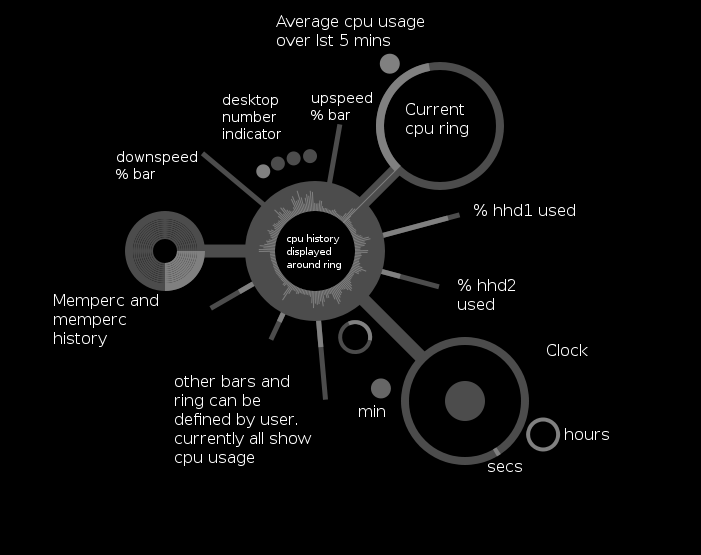 Average cpu usage
over lst 5 mins
desktop
number
indicator
upspeed
% bar
Current
cpu ring
downspeed
% bar
% hhd1 used
cpu history
displayed
around ring
% hhd2
used
Memperc and
memperc
history
Clock
other bars and
ring can be
defined by user.
currently all show
cpu usage
min
hours
secs